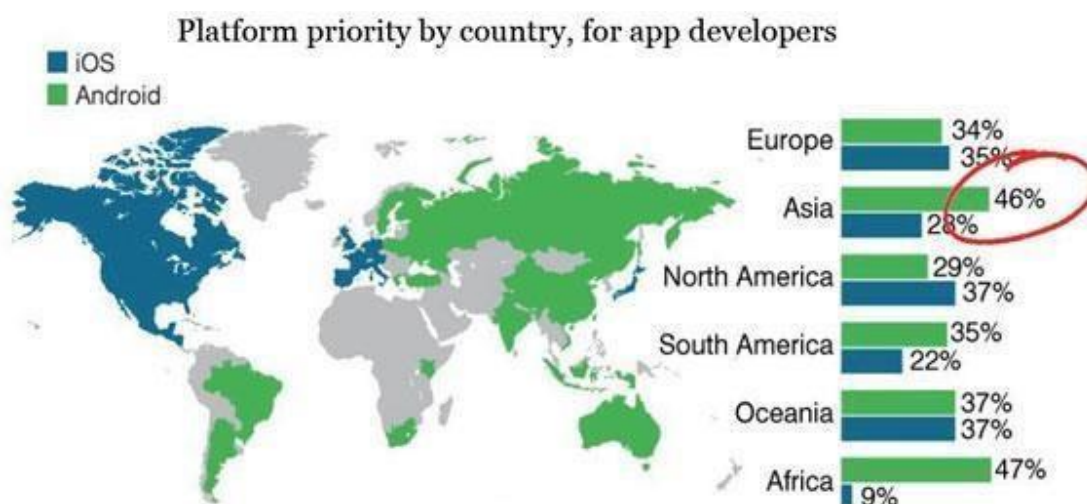 Platform priority by country, for app developers
iOS
Android
Europe
34%
35%
Asia
46%
28%
North America
29%
37%
South America
35%
22%
Oceania
37%
37%
Africa
47%
9%